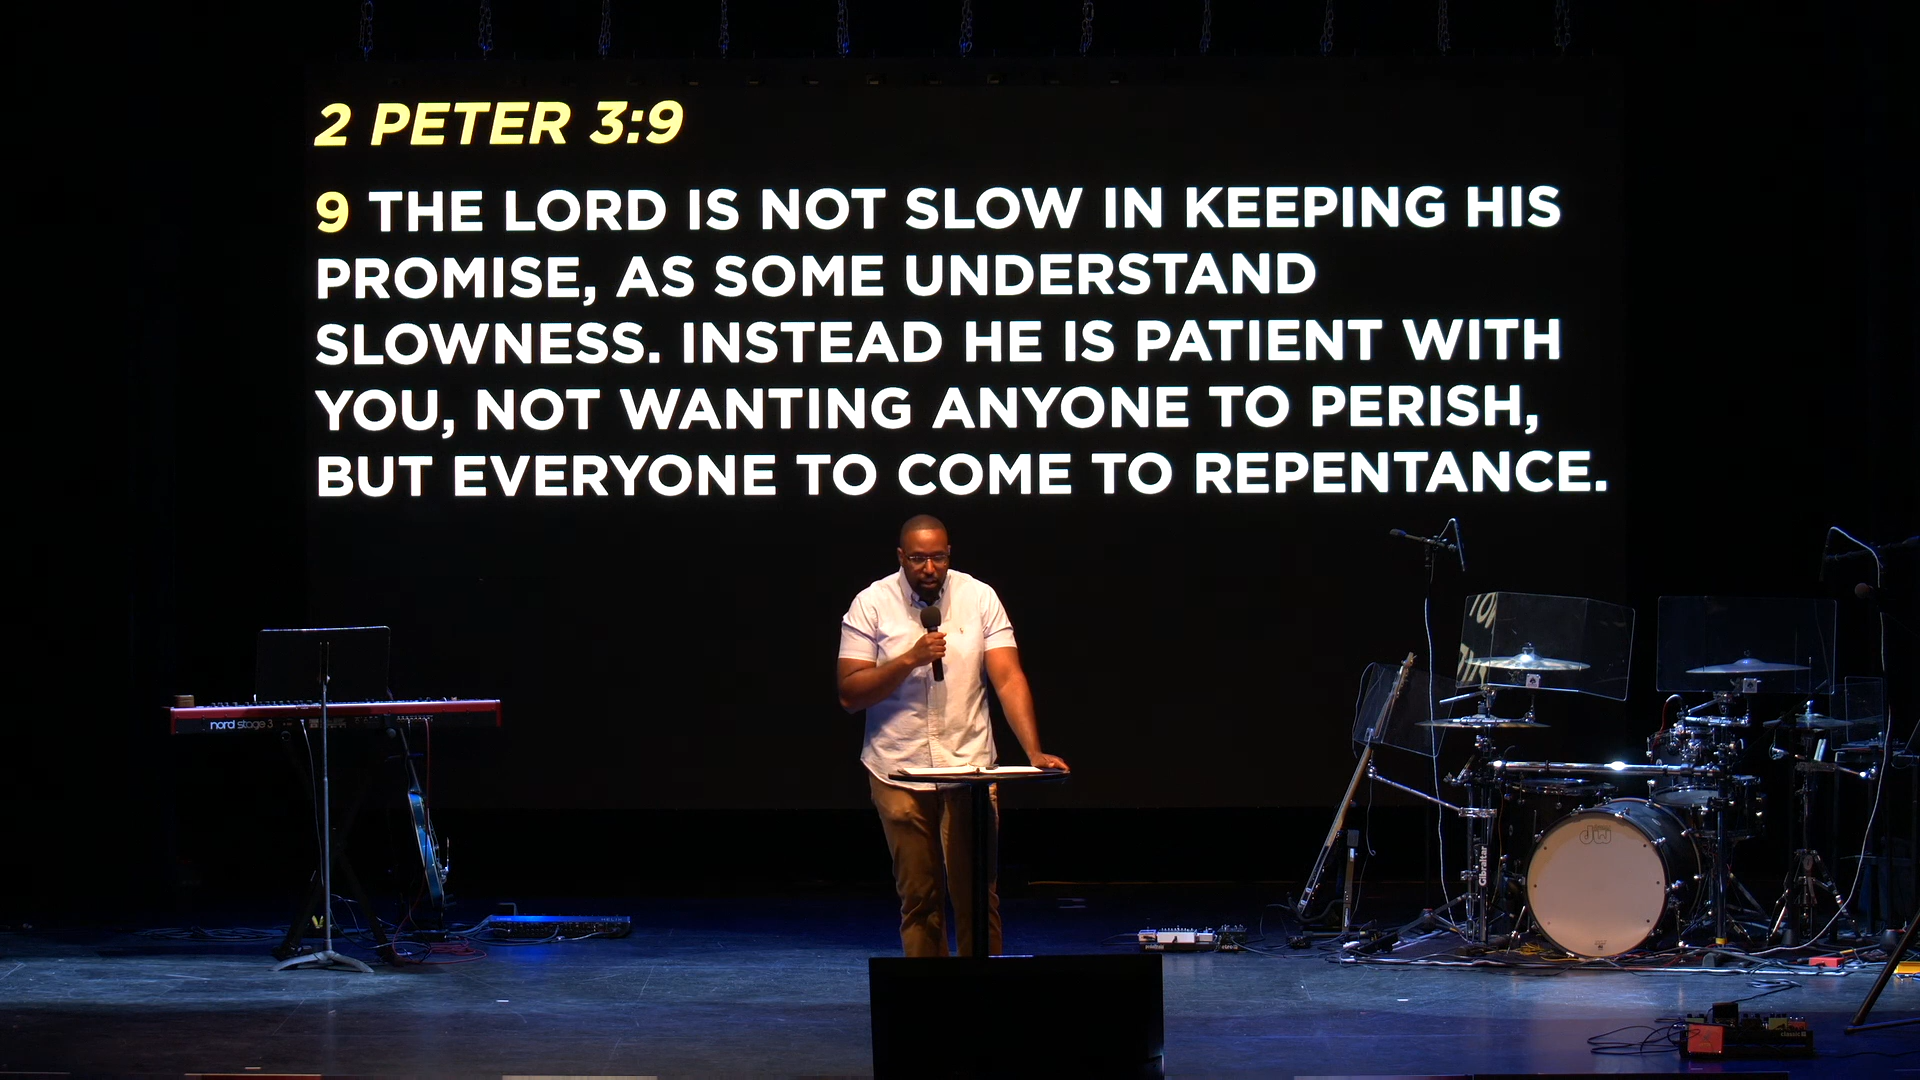 2 PETER 3:9
9 THE LORD IS NOT SLOW IN KEEPING HIS
PROMISE, AS SOME UNDERSTAND
SLOWNESS. INSTEAD HE IS PATIENT WITH
YOU, NOT WANTING ANYONE TO PERISH,
BUT EVERYONE TO COME TO REPENTANCE.
nord stage 3
Gibraltar
dw